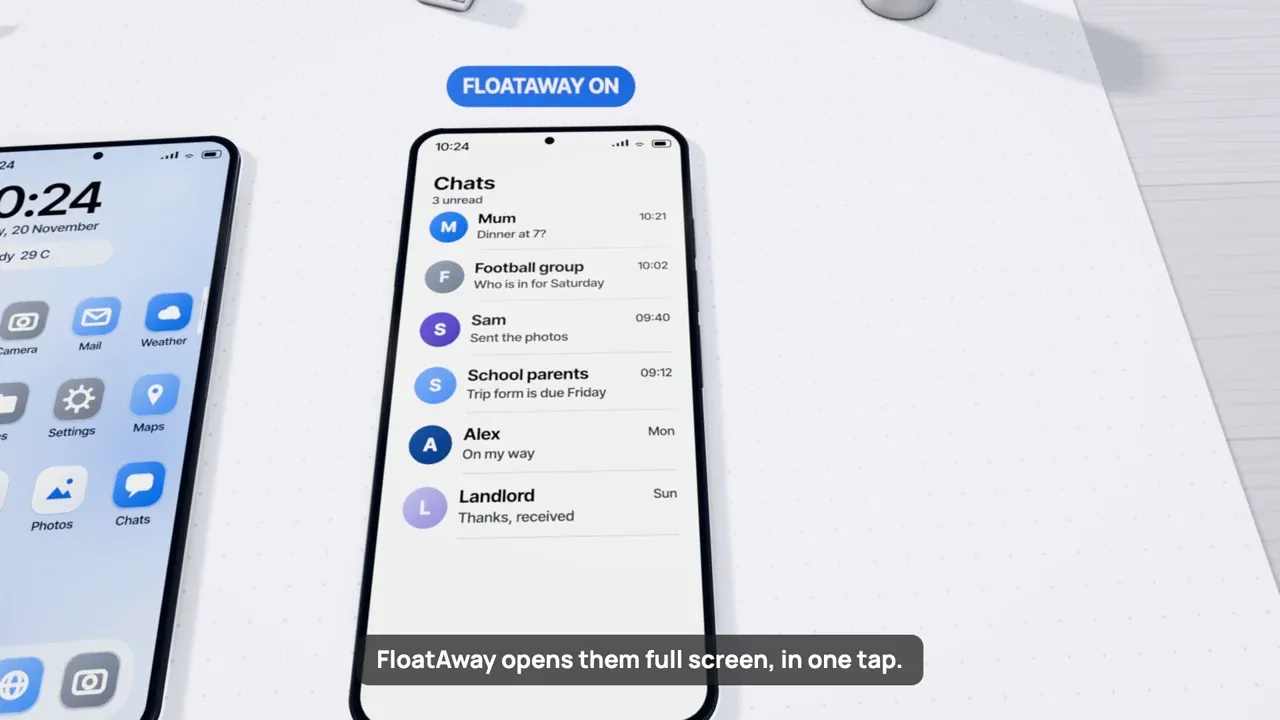 FLOATAWAY ON
24
0:24
y, 20 November
dy 29 C
Camera
Mail
Weather
Settings
Maps
Photos
Chats
10:24
Chats
3 unread
M
Mum
10:21
Dinner at 7?
F
Football group
10:02
Who is in for Saturday
S
Sam
09:40
Sent the photos
S
School parents
09:12
Trip form is due Friday
A
Alex
Mon
On my way
L
Landlord
Sun
Thanks, received
FloatAway opens them full screen, in one tap.